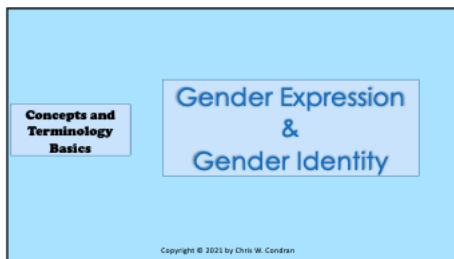 Concepts and
Terminology
Basics
Gender Expression
&
Gender Identity
Copyright © 2021 by Chris W. Condran